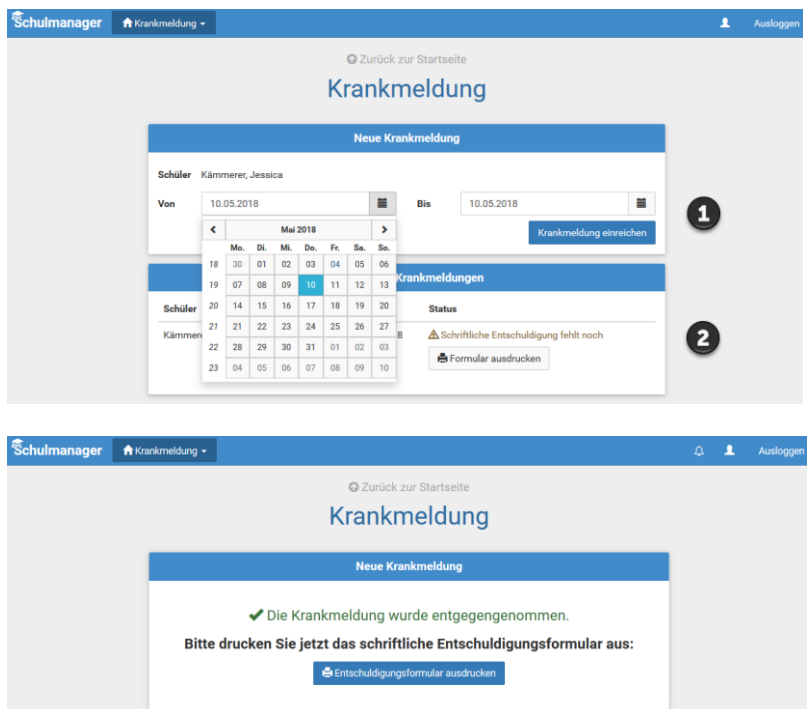 Schulmanager Krankmeldung Ausloggen
Zurück zur Startseite
Krankmeldung
Neue Krankmeldung
Schüler Kämmerer, Jessica
Von 10.05.2018 Bis 10.05.2018
1
Krankmeldung einreichen
Mai 2018
Mo. Di. Mi. Do. Fr. Sa. So.
18 30 01 02 03 04 05 06
19 07 08 09 10 11 12 13
20 14 15 16 17 18 19 20
21 21 22 23 24 25 26 27
22 28 29 30 31 01 02 03
23 04 05 06 07 08 09 10
Krankmeldungen
Schüler Status
Kämmere 8 Schriftliche Entschuldigung fehlt noch
2
Formular ausdrucken
Schulmanager Krankmeldung Ausloggen
Zurück zur Startseite
Krankmeldung
Neue Krankmeldung
Die Krankmeldung wurde entgegengenommen.
Bitte drucken Sie jetzt das schriftliche Entschuldigungsformular aus:
Entschuldigungsformular ausdrucken